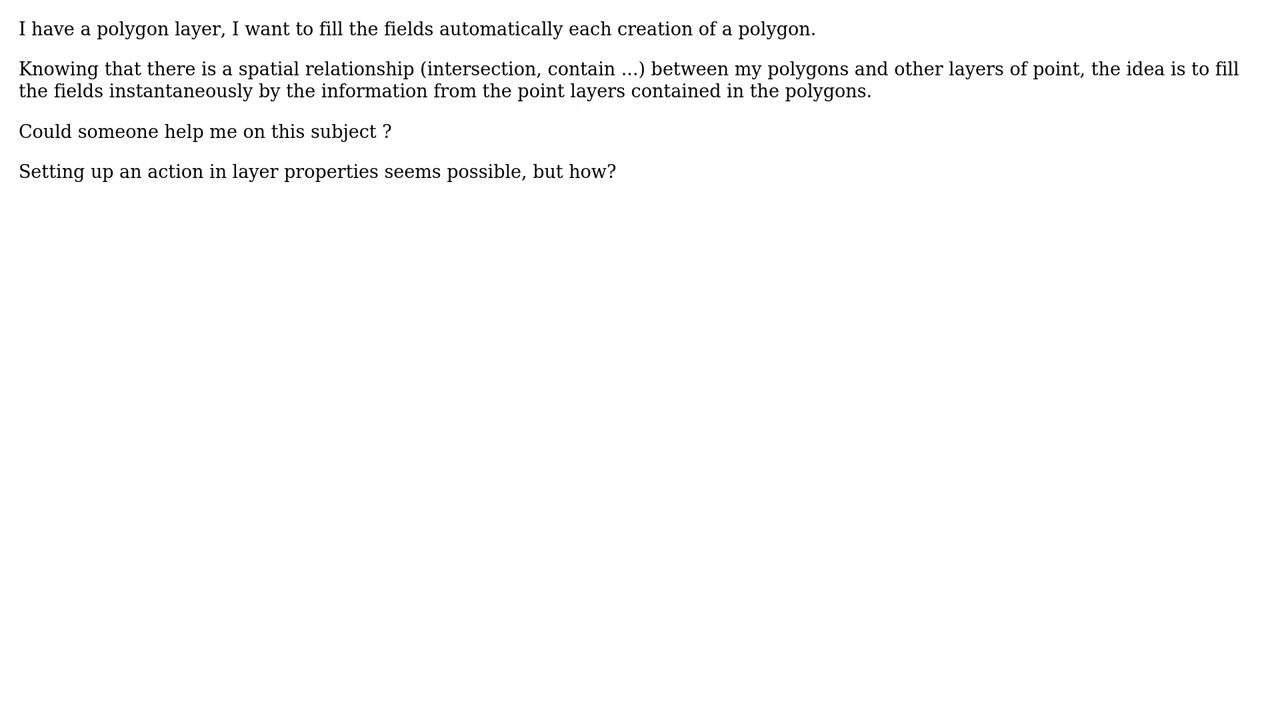 I have a polygon layer, I want to fill the fields automatically each creation of a polygon.
Knowing that there is a spatial relationship (intersection, contain ...) between my polygons and other layers of point, the idea is to fill
the fields instantaneously by the information from the point layers contained in the polygons.
Could someone help me on this subject ?
Setting up an action in layer properties seems possible, but how?